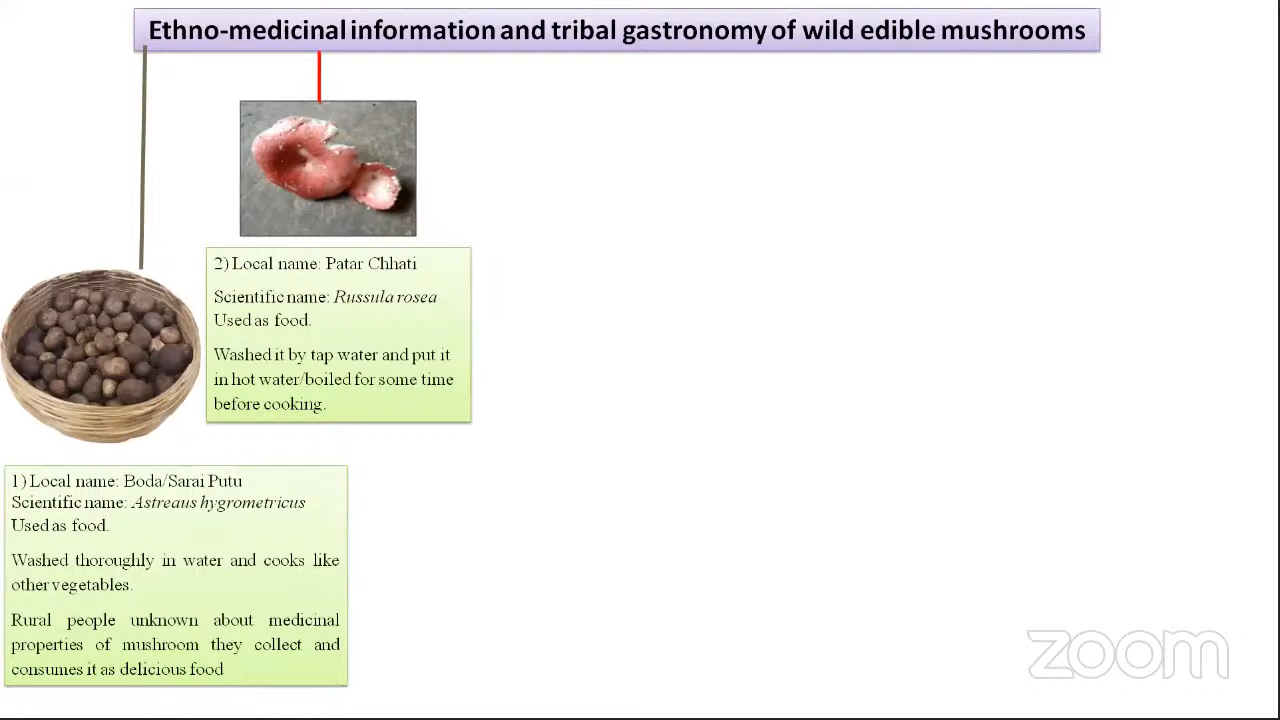 Ethno-medicinal information and tribal gastronomy of wild edible mushrooms
2) Local name: Patar Chhati
Scientific name: Russula rosea
Used as food.
Washed it by tap water and put it
in hot water/boiled for some time
before cooking.
1) Local name: Boda/Sarai Putu
Scientific name: Astreaus hygrometricus
Used as food.
Washed thoroughly in water and cooks like
other vegetables.
Rural people unknown about medicinal
properties of mushroom they collect and
consumes it as delicious food
zoom